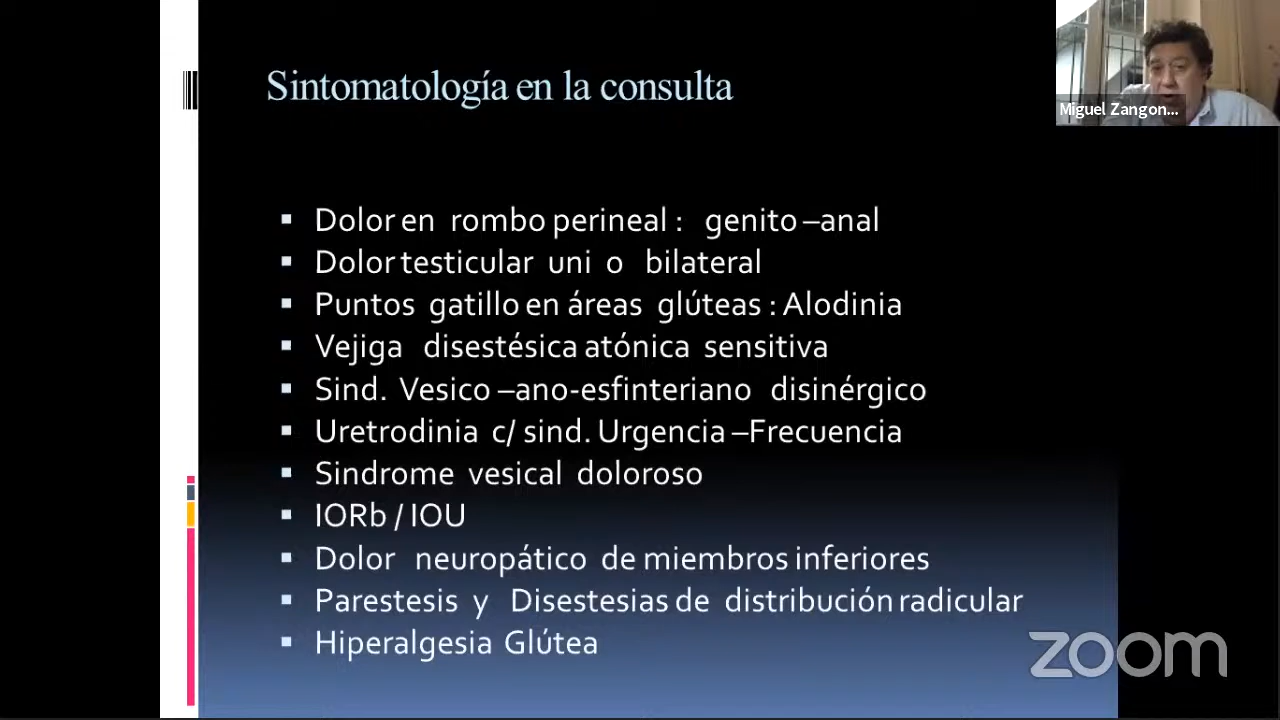 Sintomatología en la consulta
Miguel Zangon...
Dolor en rombo perineal : genito –anal
Dolor testicular uni o bilateral
Puntos gatillo en áreas glúteas : Alodinia
Vejiga disestésica atónica sensitiva
Sind. Vesico –ano-esfinteriano disinérgico
Uretrodinia c/ sind. Urgencia –Frecuencia
Sindrome vesical doloroso
IORb / IOU
Dolor neuropático de miembros inferiores
Parestesis y Disestesias de distribución radicular
Hiperalgesia Glútea
zoom